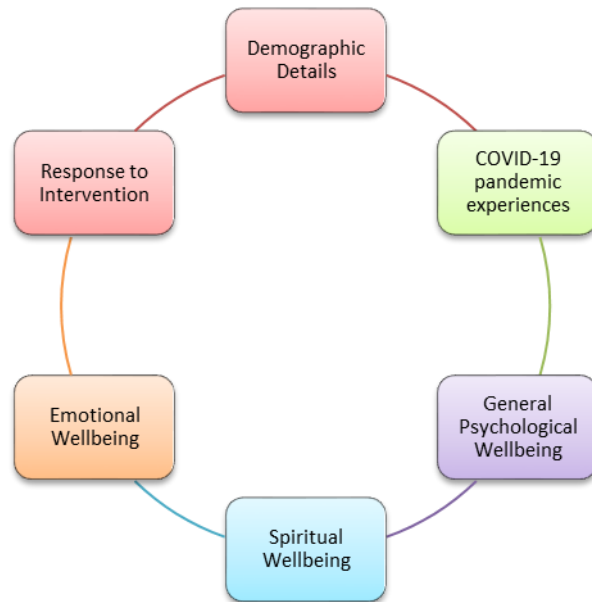 Demographic
Details
COVID-19
pandemic
experiences
General
Psychological
Wellbeing
Spiritual
Wellbeing
Emotional
Wellbeing
Response to
Intervention